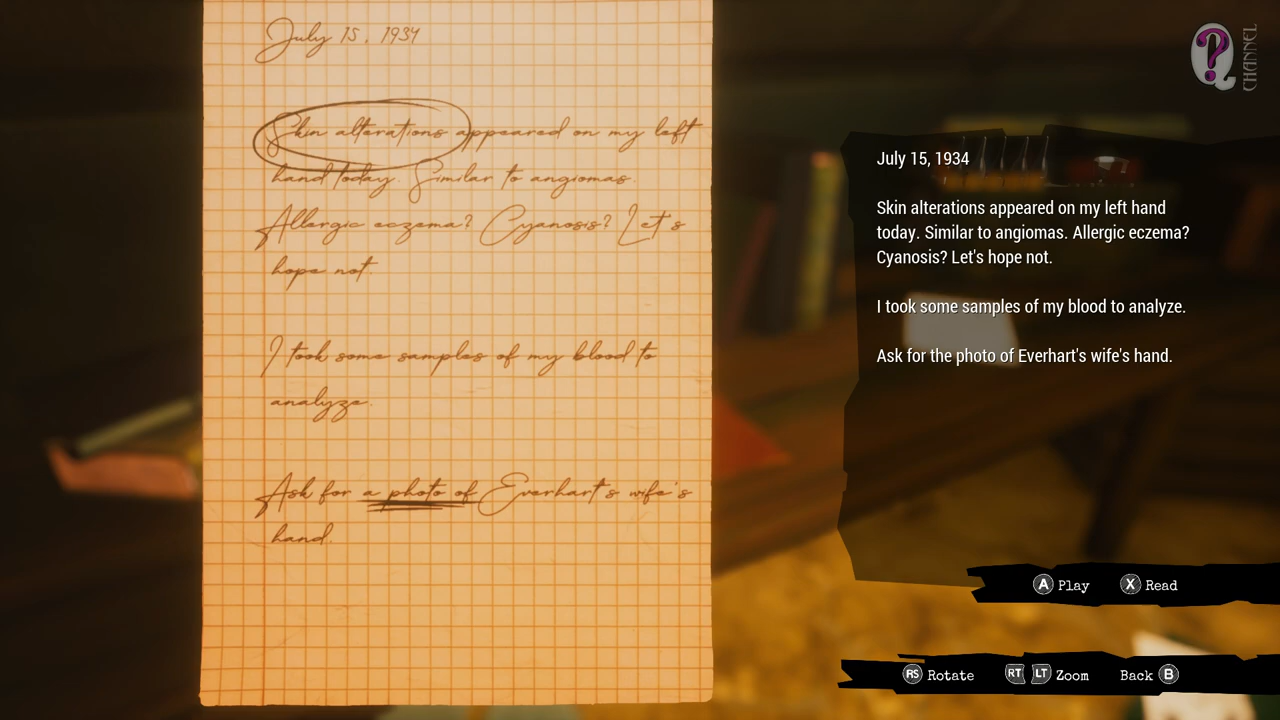 July 15, 1934
Skin alterations appeared on my left
hand today. Similar to angiomas.
Allergic eczema? Cyanosis? Let's
hope not.
I took some samples of my blood to
analyze.
Ask for a photo of Everhart's wife's
hand.
? CHANNEL
July 15, 1934
Skin alterations appeared on my left hand
today. Similar to angiomas. Allergic eczema?
Cyanosis? Let's hope not.
I took some samples of my blood to analyze.
Ask for the photo of Everhart's wife's hand.
A Play X Read
RS Rotate RT LT Zoom Back B